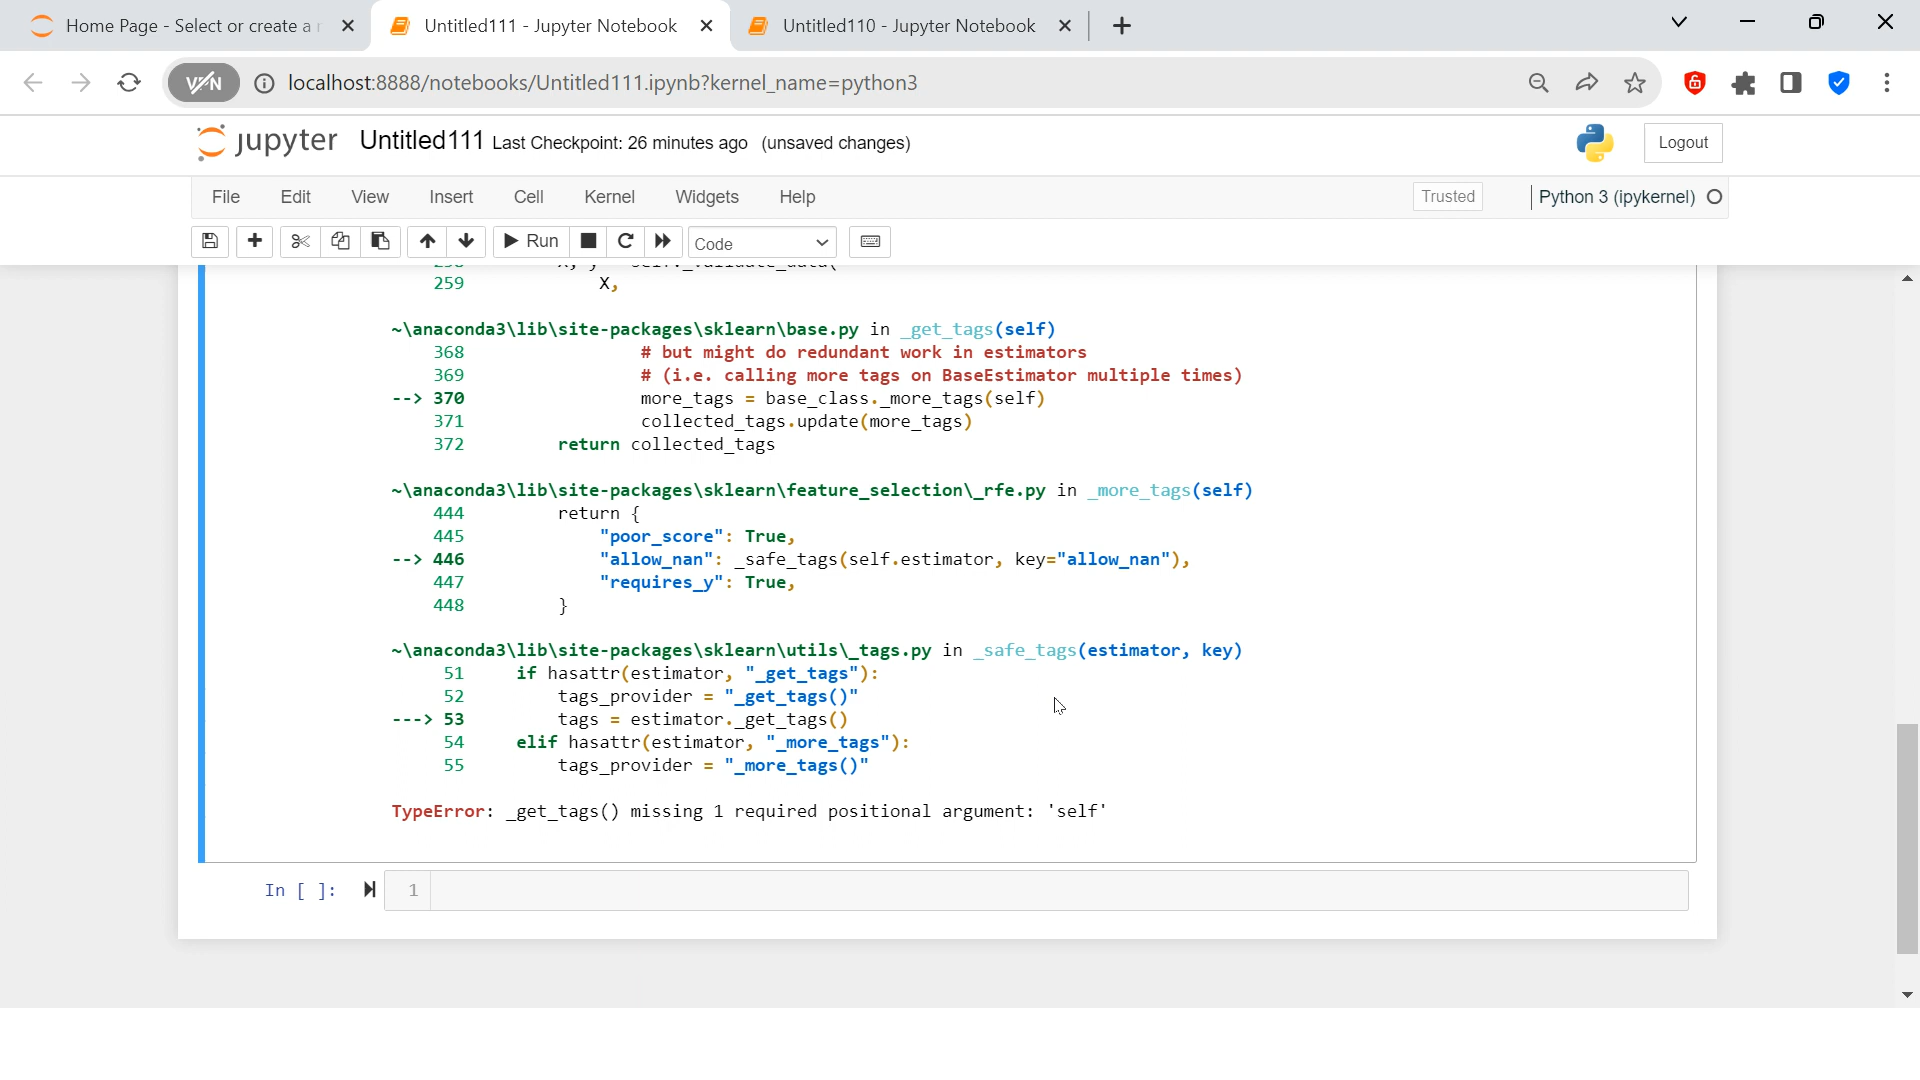 Home Page - Select or create a
Untitled111 - Jupyter Notebook
Untitled110 - Jupyter Notebook
VPN
localhost:8888/notebooks/Untitled111.ipynb?kernel_name=python3
jupyter Untitled111 Last Checkpoint: 26 minutes ago (unsaved changes)
Logout
File Edit View Insert Cell Kernel Widgets Help
Trusted
Python 3 (ipykernel)
Run
Code
259 X,
~\anaconda3\lib\site-packages\sklearn\base.py in _get_tags(self)
368 # but might do redundant work in estimators
369 # (i.e. calling more tags on BaseEstimator multiple times)
--> 370 more_tags = base_class._more_tags(self)
371 collected_tags.update(more_tags)
372 return collected_tags
~\anaconda3\lib\site-packages\sklearn\feature_selection\_rfe.py in _more_tags(self)
444 return {
445 "poor_score": True,
--> 446 "allow_nan": _safe_tags(self.estimator, key="allow_nan"),
447 "requires_y": True,
448 }
~\anaconda3\lib\site-packages\sklearn\utils\_tags.py in _safe_tags(estimator, key)
51 if hasattr(estimator, "_get_tags"):
52 tags_provider = "_get_tags()"
---> 53 tags = estimator._get_tags()
54 elif hasattr(estimator, "_more_tags"):
55 tags_provider = "_more_tags()"
TypeError: _get_tags() missing 1 required positional argument: 'self'
In [ ]: 1